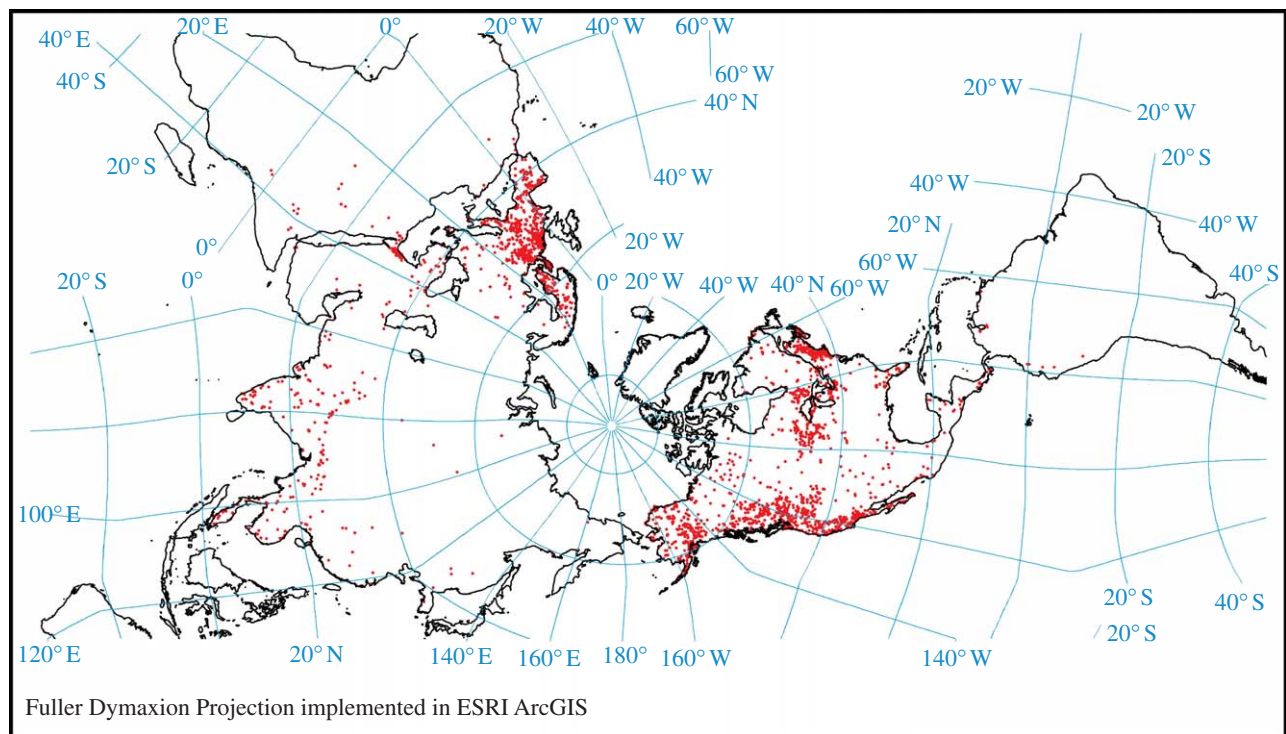 20° E
0°
20° W
40° W
60° W
40° E
40° S
60° W
40° N
20° W
20° W
20° S
20° S
40° W
40° W
40° W
20° N
0°
20° W
60° W
40° S
20° S
0°
0°
20° W
40° W
40° N
60° W
100° E
20° S
40° S
20° S
120° E
20° N
140° E
160° E
180°
160° W
140° W
Fuller Dymaxion Projection implemented in ESRI ArcGIS